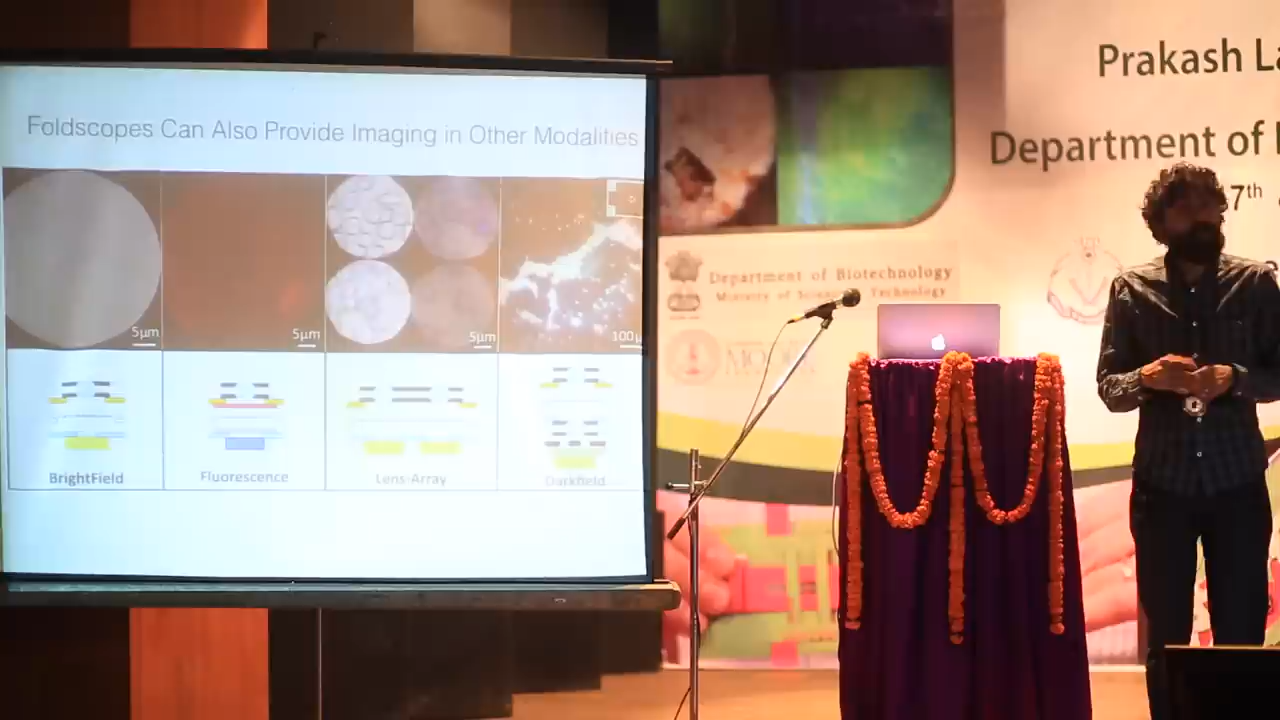 Foldscopes Can Also Provide Imaging in Other Modalities
5µm
5µm
5µm
100µ
BrightField
Fluorescence
Lens-Array
Darkfield
Prakash La
Department of
7th
Department of Biotechnology
Ministry of Science Technology